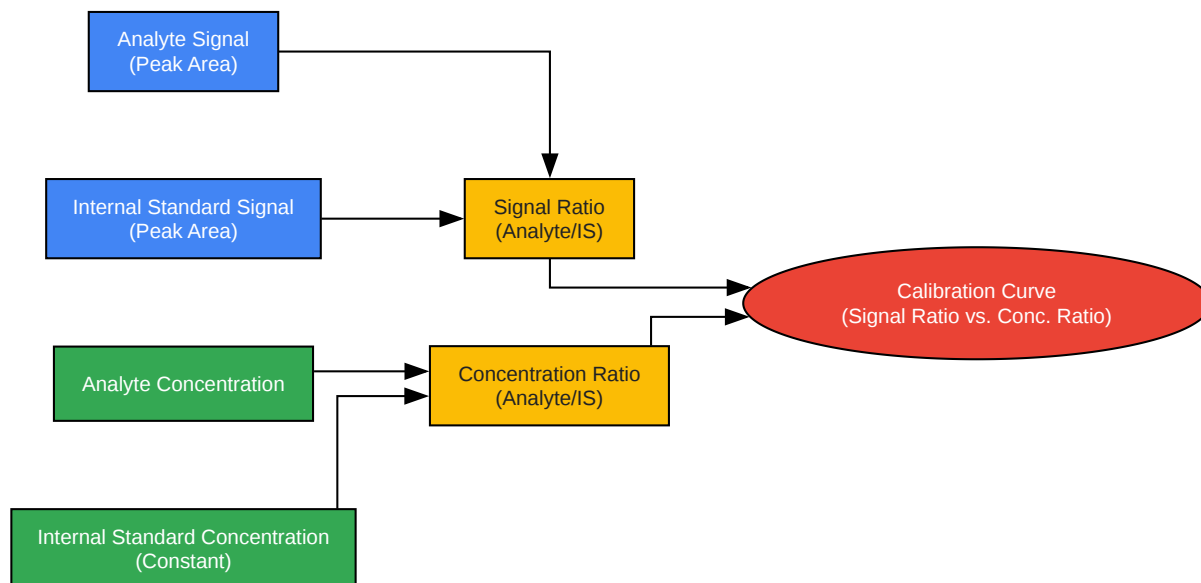 Analyte Signal
(Peak Area)
Internal Standard Signal
(Peak Area)
Signal Ratio
(Analyte/IS)
Calibration Curve
(Signal Ratio vs. Conc. Ratio)
Analyte Concentration
Concentration Ratio
(Analyte/IS)
Internal Standard Concentration
(Constant)